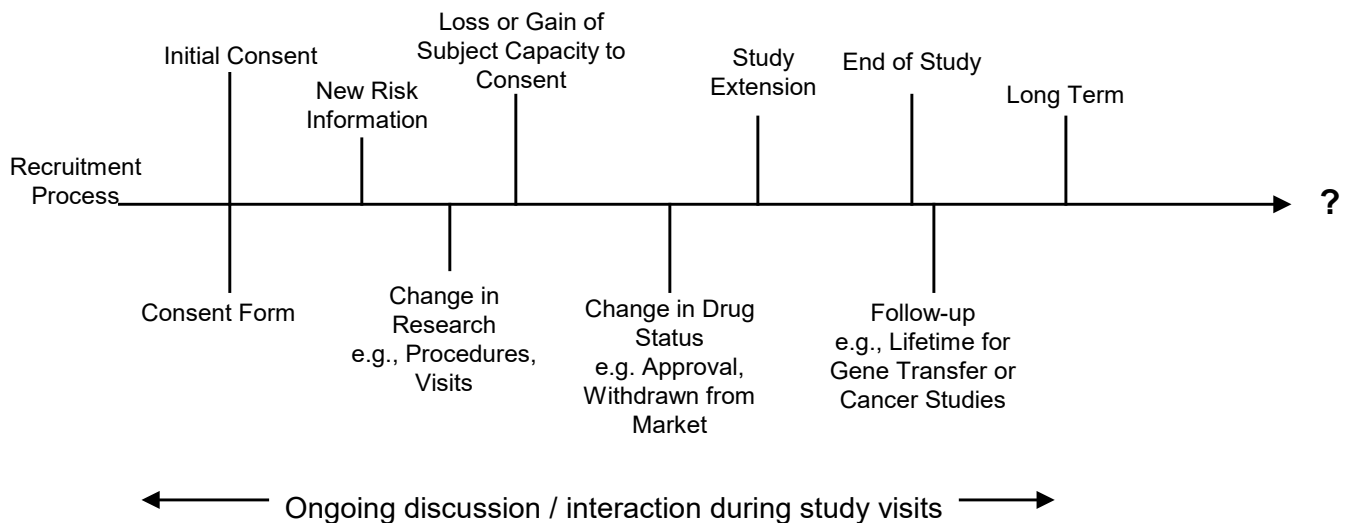 Initial Consent
New Risk
Information
Loss or Gain of
Subject Capacity to
Consent
Study
Extension
End of Study
Long Term
Recruitment
Process
?
Consent Form
Change in
Research
e.g., Procedures,
Visits
Change in Drug
Status
e.g. Approval,
Withdrawn from
Market
Follow-up
e.g., Lifetime for
Gene Transfer or
Cancer Studies
Ongoing discussion / interaction during study visits